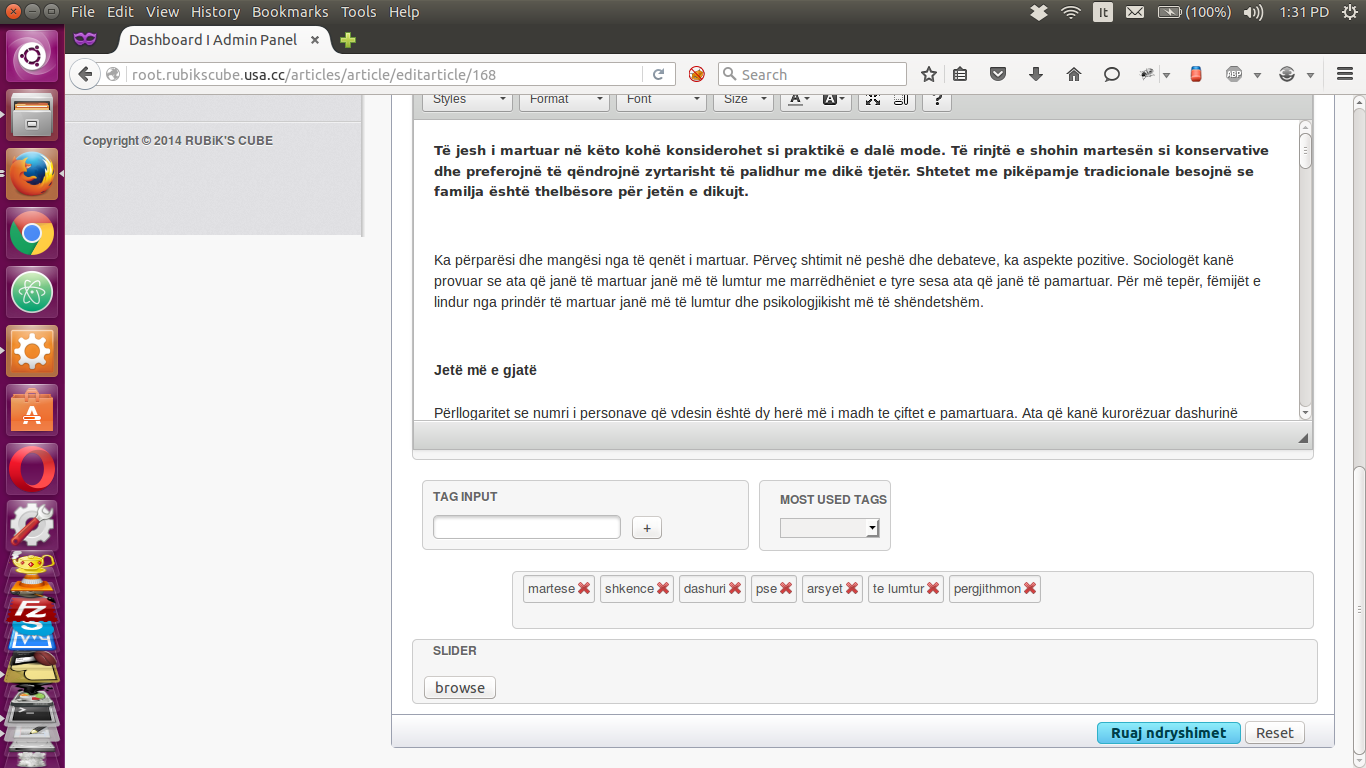 File Edit View History Bookmarks Tools Help It (100%) 1:31 PD
Dashboard I Admin Panel
root.rubikscube.usa.cc/articles/article/editarticle/168 Search ABP
Styles Format Font Size A A ?
Copyright © 2014 RUBiK'S CUBE
Të jesh i martuar në këto kohë konsiderohet si praktikë e dalë mode. Të rinjtë e shohin martesën si konservative
dhe preferojnë të qëndrojnë zyrtarisht të palidhur me dikë tjetër. Shtetet me pikëpamje tradicionale besojnë se
familja është thelbësore për jetën e dikujt.
Ka përparësi dhe mangësi nga të qenët i martuar. Përveç shtimit në peshë dhe debateve, ka aspekte pozitive. Sociologët kanë
provuar se ata që janë të martuar janë më të lumtur me marrëdhëniet e tyre sesa ata që janë të pamartuar. Për më tepër, fëmijët e
lindur nga prindër të martuar janë më të lumtur dhe psikologjikisht më të shëndetshëm.
Jetë më e gjatë
Përllogaritet se numri i personave që vdesin është dy herë më i madh te çiftet e pamartuara. Ata që kanë kurorëzuar dashurinë
TAG INPUT
+
MOST USED TAGS
martese shkence dashuri pse arsyet te lumtur pergjithmon
SLIDER
browse
Ruaj ndryshimet Reset